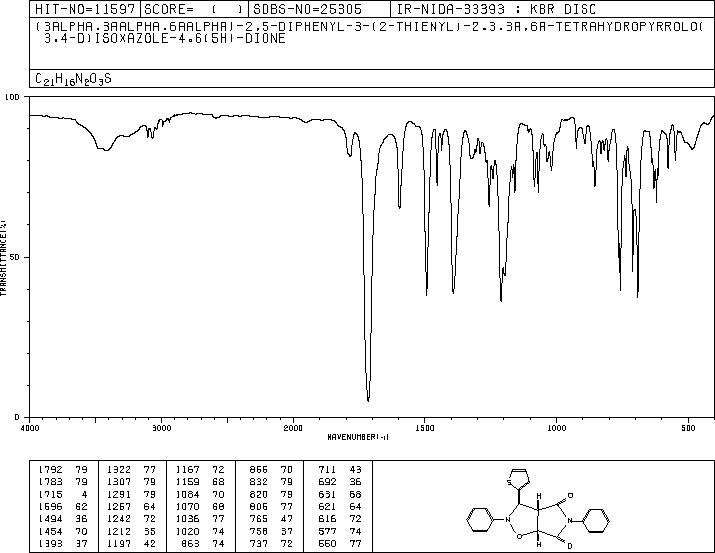 HIT-NO=11597 SCORE= ( ) SDBS-NO=25305 IR-NIDA-33393 : KBR DISC
(3ALPHA,3AALPHA,6AALPHA)-2,5-DIPHENYL-3-(2-THIENYL)-2,3,3A,6A-TETRAHYDROPYRROLO(
3,4-D)ISOXAZOLE-4,6(5H)-DIONE
C21H16N2O3S
100
50
0
TRANSMITTANCE(%)
4000 3000 2000 1500 1000 500
WAVENUMBER(-1)
1792 79 1322 77 1167 72 866 70 711 43
1783 79 1307 79 1159 68 832 79 692 36
1715 4 1291 79 1084 70 820 79 631 68
1596 62 1267 64 1070 68 806 77 621 64
1494 36 1242 72 1036 77 765 47 616 72
1454 70 1212 35 1020 74 758 37 577 74
1393 37 1197 42 863 74 737 72 550 77
S
H
O
N
N
O
H
O